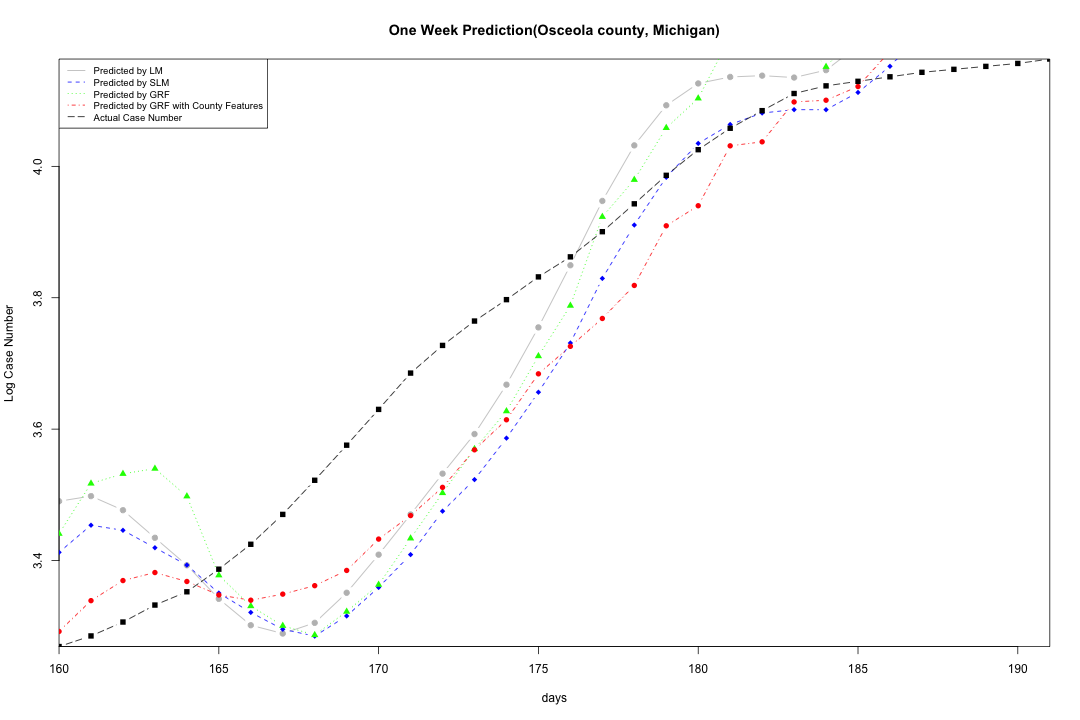 One Week Prediction(Osceola county, Michigan)
Predicted by LM
Predicted by SLM
Predicted by GRF
Predicted by GRF with County Features
Actual Case Number
Log Case Number
4.0
3.8
3.6
3.4
160 165 170 175 180 185 190
days